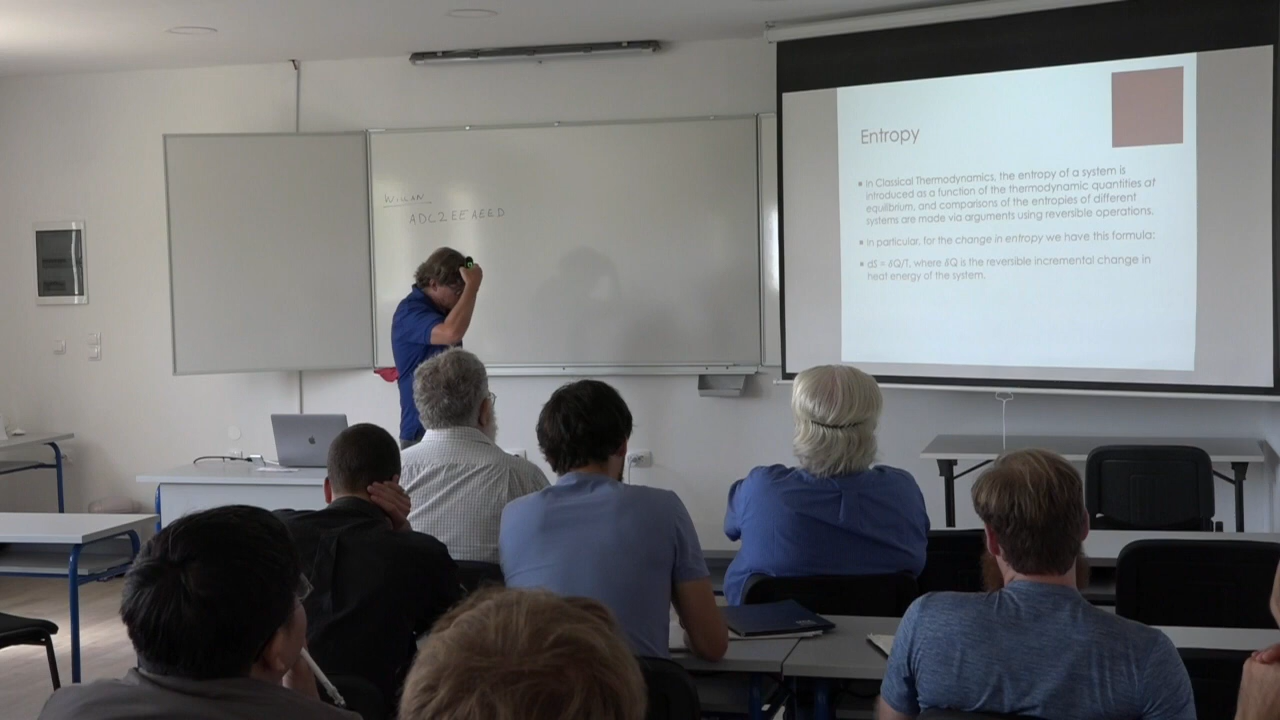 ADC2EEAEED
Entropy
In Classical Thermodynamics, the entropy of a system is
introduced as a function of the thermodynamic quantities at
equilibrium, and comparisons of the entropies of different
systems are made via arguments using reversible operations.
In particular, for the change in entropy we have this formula:
dS = δQ/T, where δQ is the reversible incremental change in
heat energy of the system.